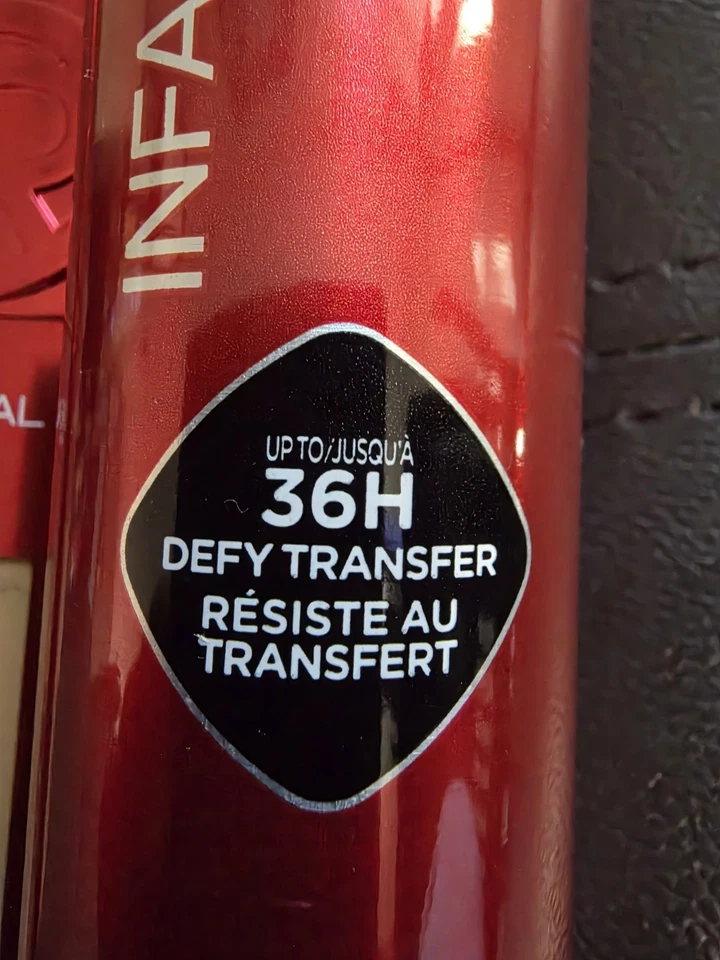 INFA
AL
UP TO/JUSQU'À
36H
DEFY TRANSFER
RÉSISTE AU
TRANSFERT